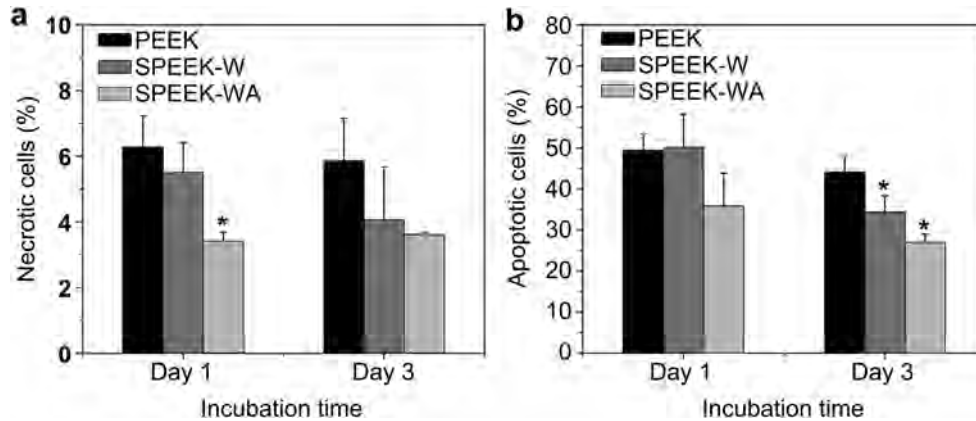 a
10
8
6
4
2
0
Necrotic cells (%)
PEEK
SPEEK-W
SPEEK-WA
*
Day 1
Day 3
Incubation time
b
80
70
60
50
40
30
20
10
0
Apoptotic cells (%)
PEEK
SPEEK-W
SPEEK-WA
*
*
Day 1
Day 3
Incubation time